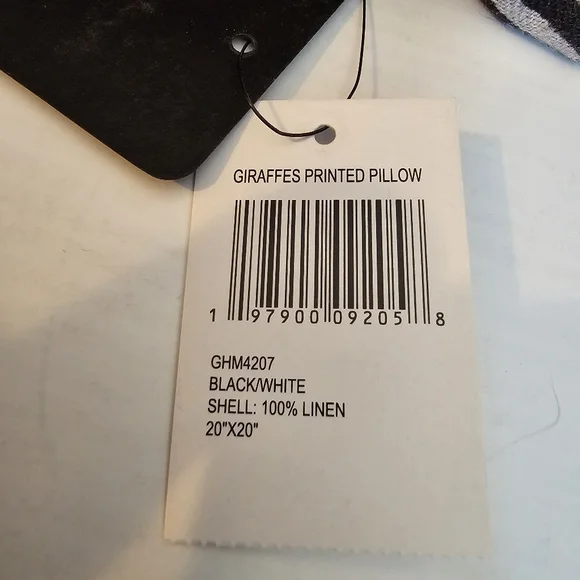 GIRAFFES PRINTED PILLOW
1 97900 09205 8
GHM4207
BLACK/WHITE
SHELL: 100% LINEN
20"X20"